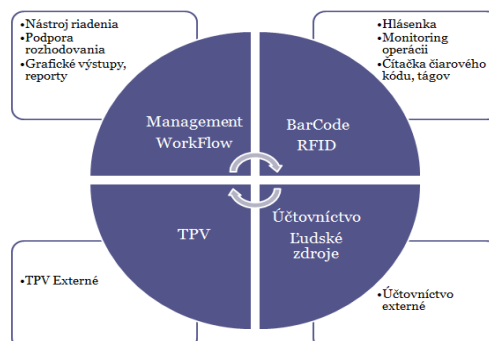 •Nástroj riadenia
•Podpora
rozhodovania
•Grafické výstupy,
reporty
•Hlásenka
•Monitoring
operácií
•Čítačka čiarového
kódu, tágov
Management
WorkFlow
BarCode
RFID
TPV
Účtovníctvo
Ľudské
zdroje
•TPV Externé
•Účtovníctvo
externé